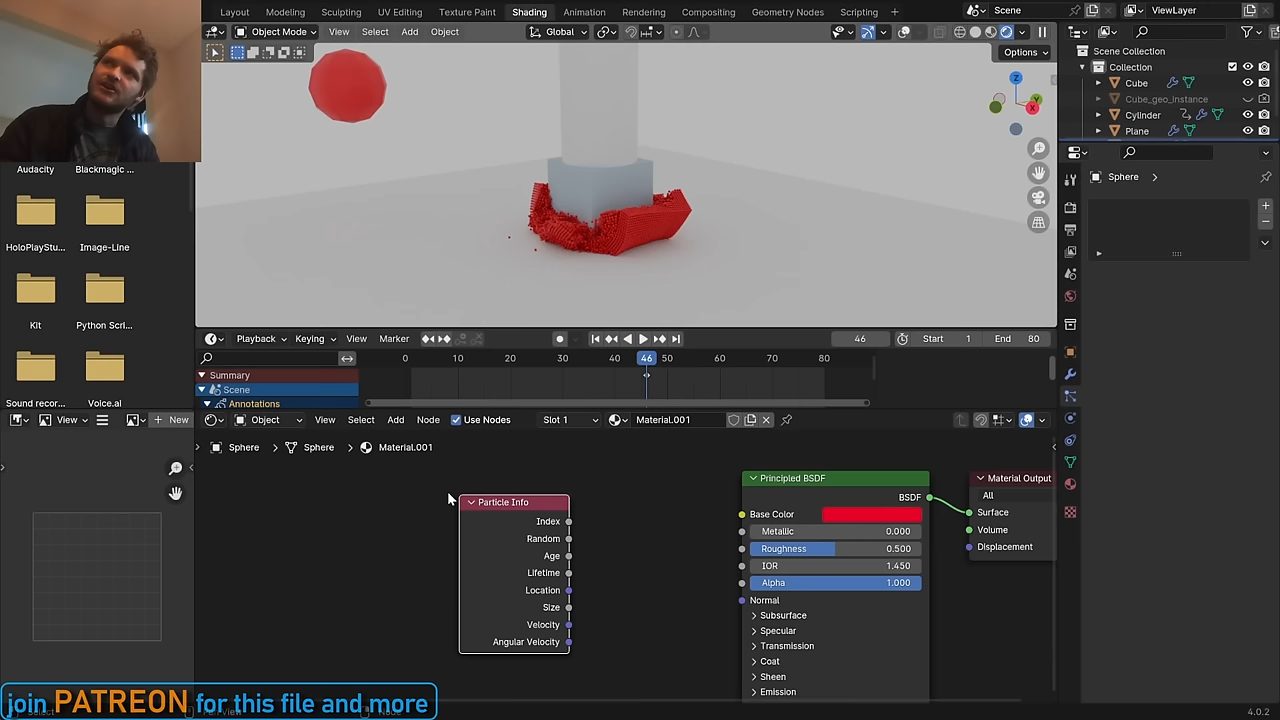 Layout Modeling Sculpting UV Editing Texture Paint Shading Animation Rendering Compositing Geometry Nodes Scripting + Scene ViewLayer
Object Mode View Select Add Object Global
Options
Scene Collection
Collection
Cube
Cube_geo_instance
Cylinder
Plane
Z
Y
X
Sphere
Audacity Blackmagic ...
HoloPlayStu... Image-Line
Kit Python Scri...
Sound recor... Voice.ai
Playback Keying View Marker 46 Start 1 End 80
0 10 20 30 40 46 50 60 70 80
Summary
Scene
Annotations
View New
Object View Select Add Node Use Nodes Slot 1 Material.001
Sphere Sphere Material.001
Particle Info
Index
Random
Age
Lifetime
Location
Size
Velocity
Angular Velocity
Principled BSDF
BSDF
Base Color
Metallic 0.000
Roughness 0.500
IOR 1.450
Alpha 1.000
Normal
Subsurface
Specular
Transmission
Coat
Sheen
Emission
Material Output
All
Surface
Volume
Displacement
join PATREON for this file and more
4.0.2